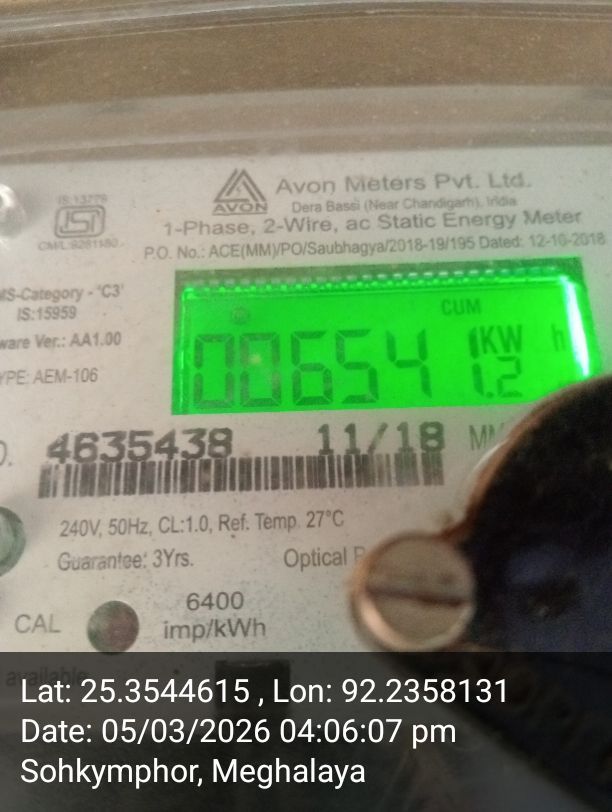 IS:13779
ISI
CM/L:9261180
AVON
Avon Meters Pvt. Ltd.
Dera Bassi (Near Chandigarh), India
1-Phase, 2-Wire, ac Static Energy Meter
P.O. No.: ACE(MM)/PO/Saubhagya/2018-19/195 Dated: 12-10-2018
MS-Category - 'C3'
IS:15959
ware Ver.: AA1.00
YPE: AEM-106
CUM
00654 1KW h
1.2
4635438 11/18 MM
240V, 50Hz, CL:1.0, Ref. Temp. 27°C
Guarantee: 3Yrs.
Optical
CAL
6400
imp/kWh
available
Lat: 25.3544615 , Lon: 92.2358131
Date: 05/03/2026 04:06:07 pm
Sohkymphor, Meghalaya